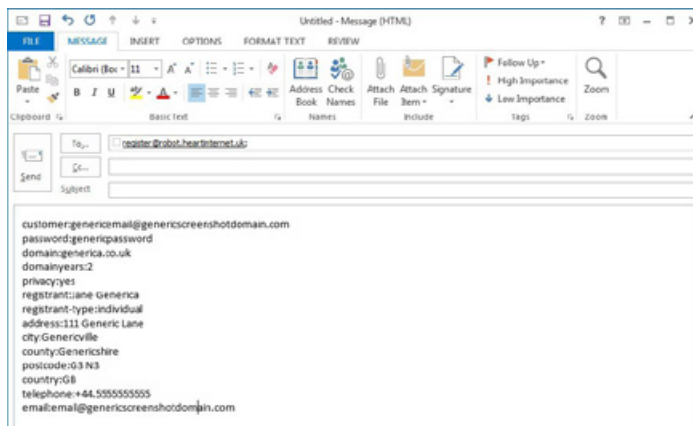 Untitled - Message (HTML)
FILE MESSAGE INSERT OPTIONS FORMAT TEXT REVIEW
Paste
Calibri (Boc 11 A A
B I U A
Address Book
Check Names
Attach File
Attach Item
Signature
Follow Up
High Importance
Low Importance
Zoom
Clipboard Basic Text Names Include Tags Zoom
Send
To... register@robot.heartinternet.uk;
Cc...
Subject
customer:genericemail@genericscreenshotdomain.com
password:genericpassword
domain:generica.co.uk
domainyears:2
privacy:yes
registrant:Jane Generica
registrant-type:individual
address:111 Generic Lane
city:Genericville
county:Genericshire
postcode:G3 N3
country:GB
telephone:+44.5555555555
email:email@genericscreenshotdomain.com